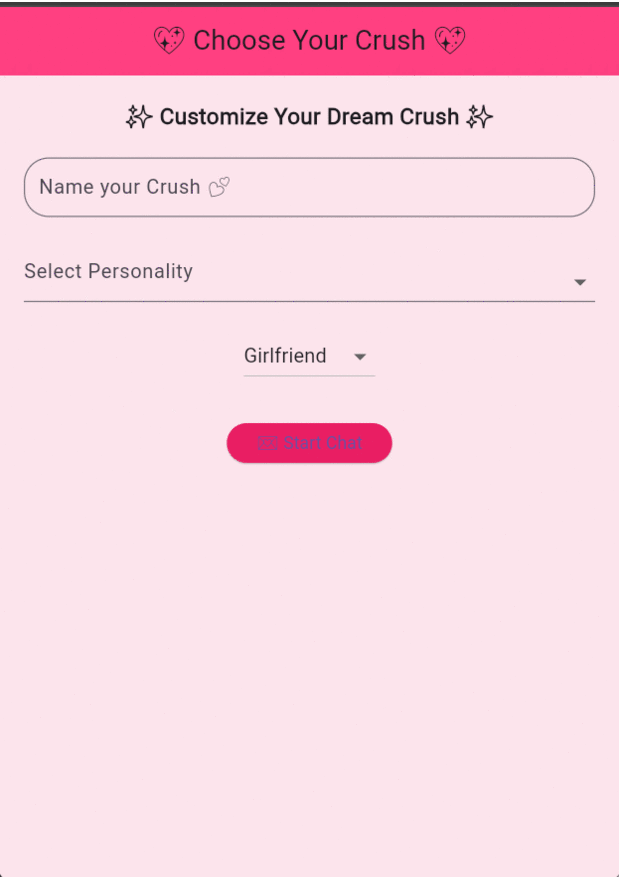 💖 Choose Your Crush 💖
✨ Customize Your Dream Crush ✨
Name your Crush 💕
Select Personality
Girlfriend
Start Chat